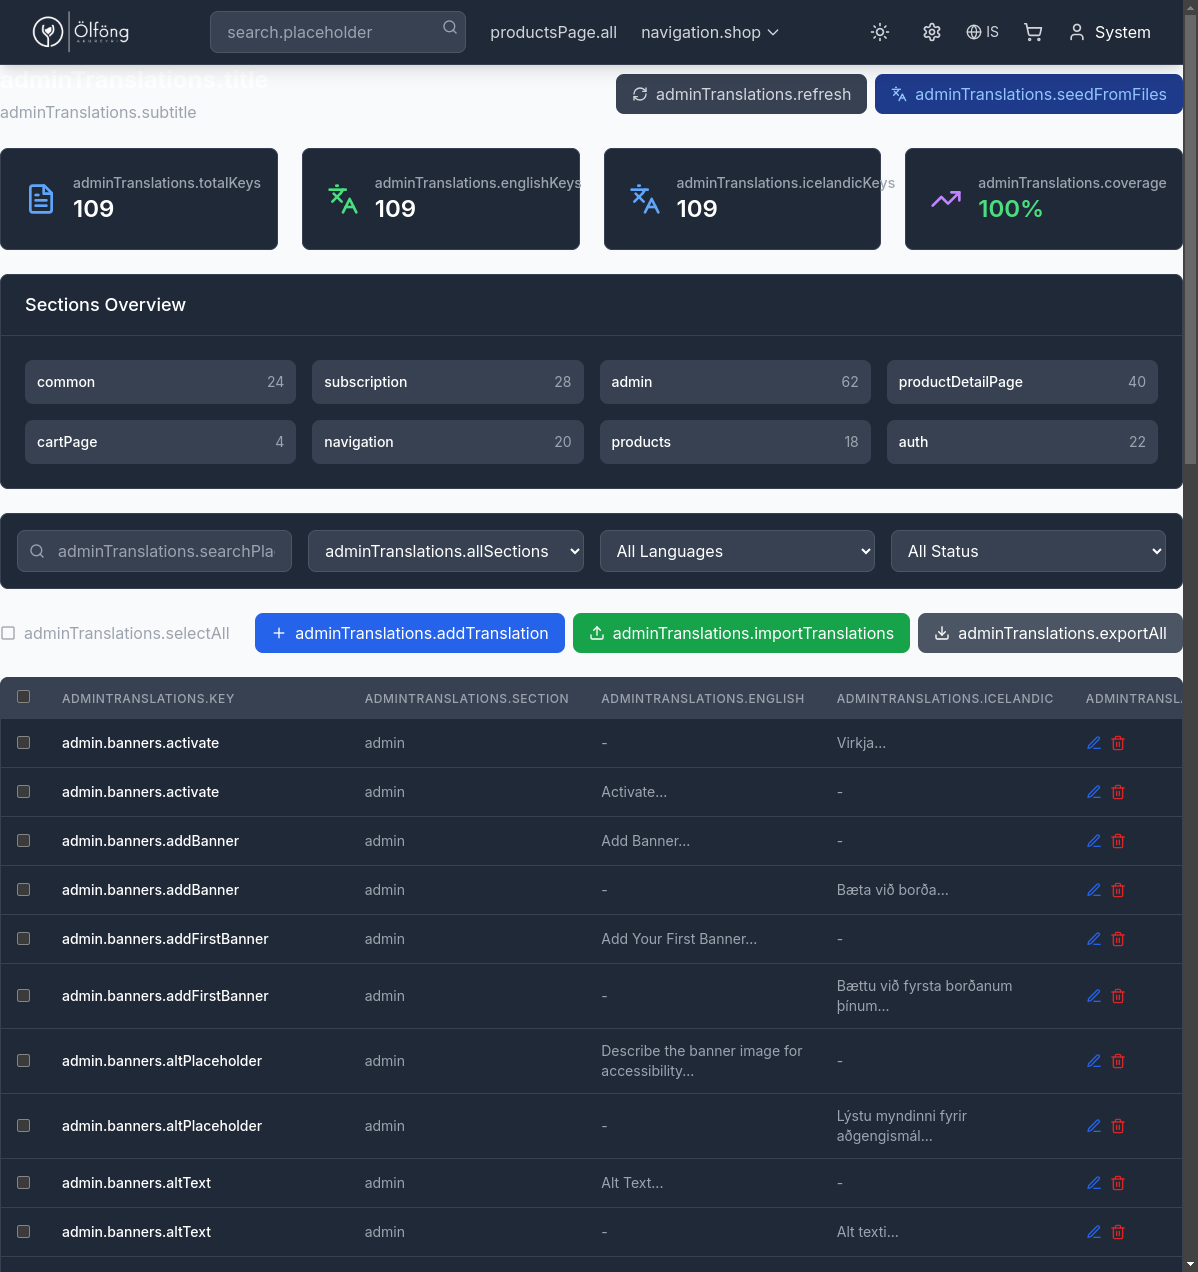 Ölföng
search.placeholder
productsPage.all
navigation.shop
IS
System
adminTranslations.title
adminTranslations.subtitle
adminTranslations.refresh
adminTranslations.seedFromFiles
adminTranslations.totalKeys
109
adminTranslations.englishKeys
109
adminTranslations.icelandicKeys
109
adminTranslations.coverage
100%
Sections Overview
common 24
subscription 28
admin 62
productDetailPage 40
cartPage 4
navigation 20
products 18
auth 22
adminTranslations.searchPla
adminTranslations.allSections
All Languages
All Status
adminTranslations.selectAll
adminTranslations.addTranslation
adminTranslations.importTranslations
adminTranslations.exportAll
ADMINTRANSLATIONS.KEY ADMINTRANSLATIONS.SECTION ADMINTRANSLATIONS.ENGLISH ADMINTRANSLATIONS.ICELANDIC ADMINTRANSL
admin.banners.activate admin - Virkja...
admin.banners.activate admin Activate... -
admin.banners.addBanner admin Add Banner... -
admin.banners.addBanner admin - Bæta við borða...
admin.banners.addFirstBanner admin Add Your First Banner... -
admin.banners.addFirstBanner admin - Bættu við fyrsta borðanum
þínum...
admin.banners.altPlaceholder admin Describe the banner image for
accessibility... -
admin.banners.altPlaceholder admin - Lýstu myndinni fyrir
aðgengismál...
admin.banners.altText admin Alt Text... -
admin.banners.altText admin - Alt texti...